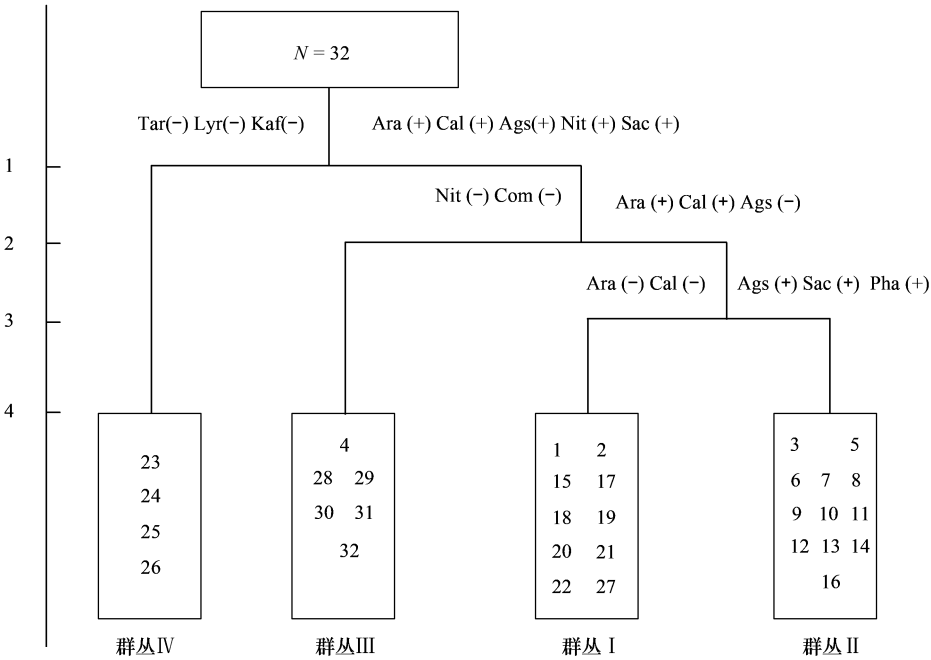 N = 32
Tar(−) Lyr(−) Kaf(−)
Ara (+) Cal (+) Ags(+) Nit (+) Sac (+)
1
Nit (−) Com (−)
Ara (+) Cal (+) Ags (−)
2
Ara (−) Cal (−)
Ags (+) Sac (+) Pha (+)
3
4
23
24
25
26
4
28 29
30 31
32
1 2
15 17
18 19
20 21
22 27
3 5
6 7 8
9 10 11
12 13 14
16
群丛Ⅳ
群丛Ⅲ
群丛Ⅰ
群丛Ⅱ